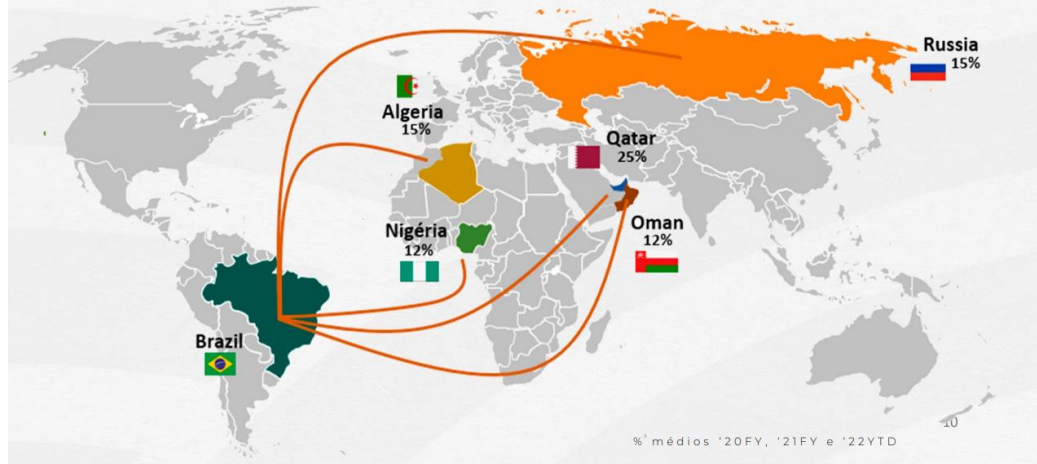 Russia
15%
Algeria
15%
Qatar
25%
Nigéria
12%
Oman
12%
Brazil
10
%' médios '20FY, '21FY e '22YTD